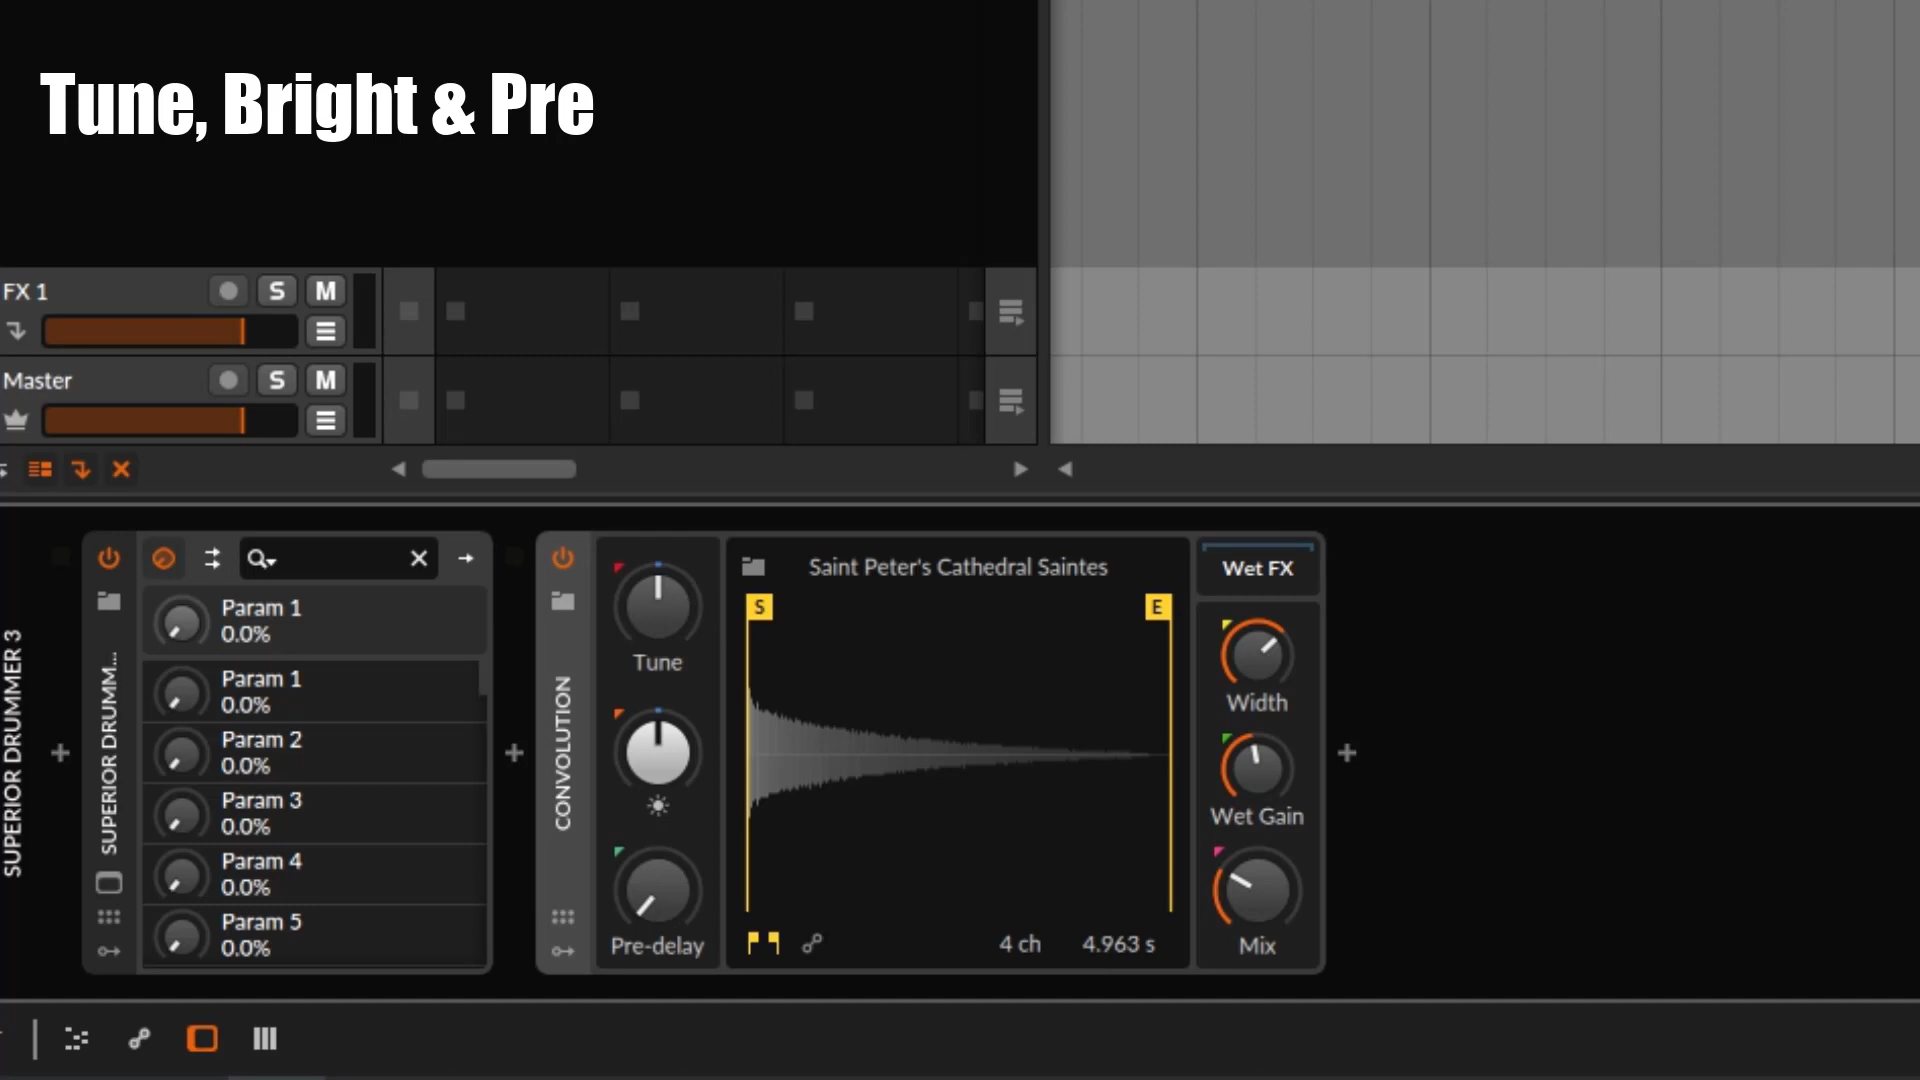 Tune, Bright & Pre
FX 1
S
M
Master
S
M
SUPERIOR DRUMMER 3
SUPERIOR DRUMM...
Param 1
0.0%
Param 1
0.0%
Param 2
0.0%
Param 3
0.0%
Param 4
0.0%
Param 5
0.0%
CONVOLUTION
Tune
Pre-delay
Saint Peter's Cathedral Saintes
S
E
4 ch
4.963 s
Wet FX
Width
Wet Gain
Mix